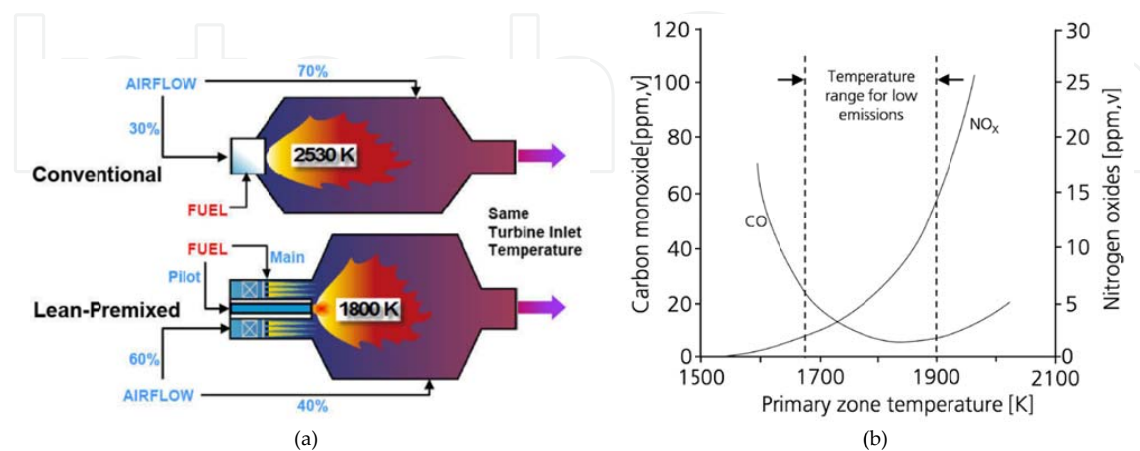 70%
AIRFLOW
30%
2530 K
Conventional
FUEL
Same
Turbine Inlet
Temperature
FUEL
Main
Pilot
Lean-Premixed
1800 K
60%
AIRFLOW
40%
(a)
120
100
80
60
40
20
0
Carbon monoxide[ppm,v]
30
25
20
15
10
5
0
Nitrogen oxides [ppm,v]
Temperature
range for low
emissions
NOX
CO
1500
1700
1900
2100
Primary zone temperature [K]
(b)